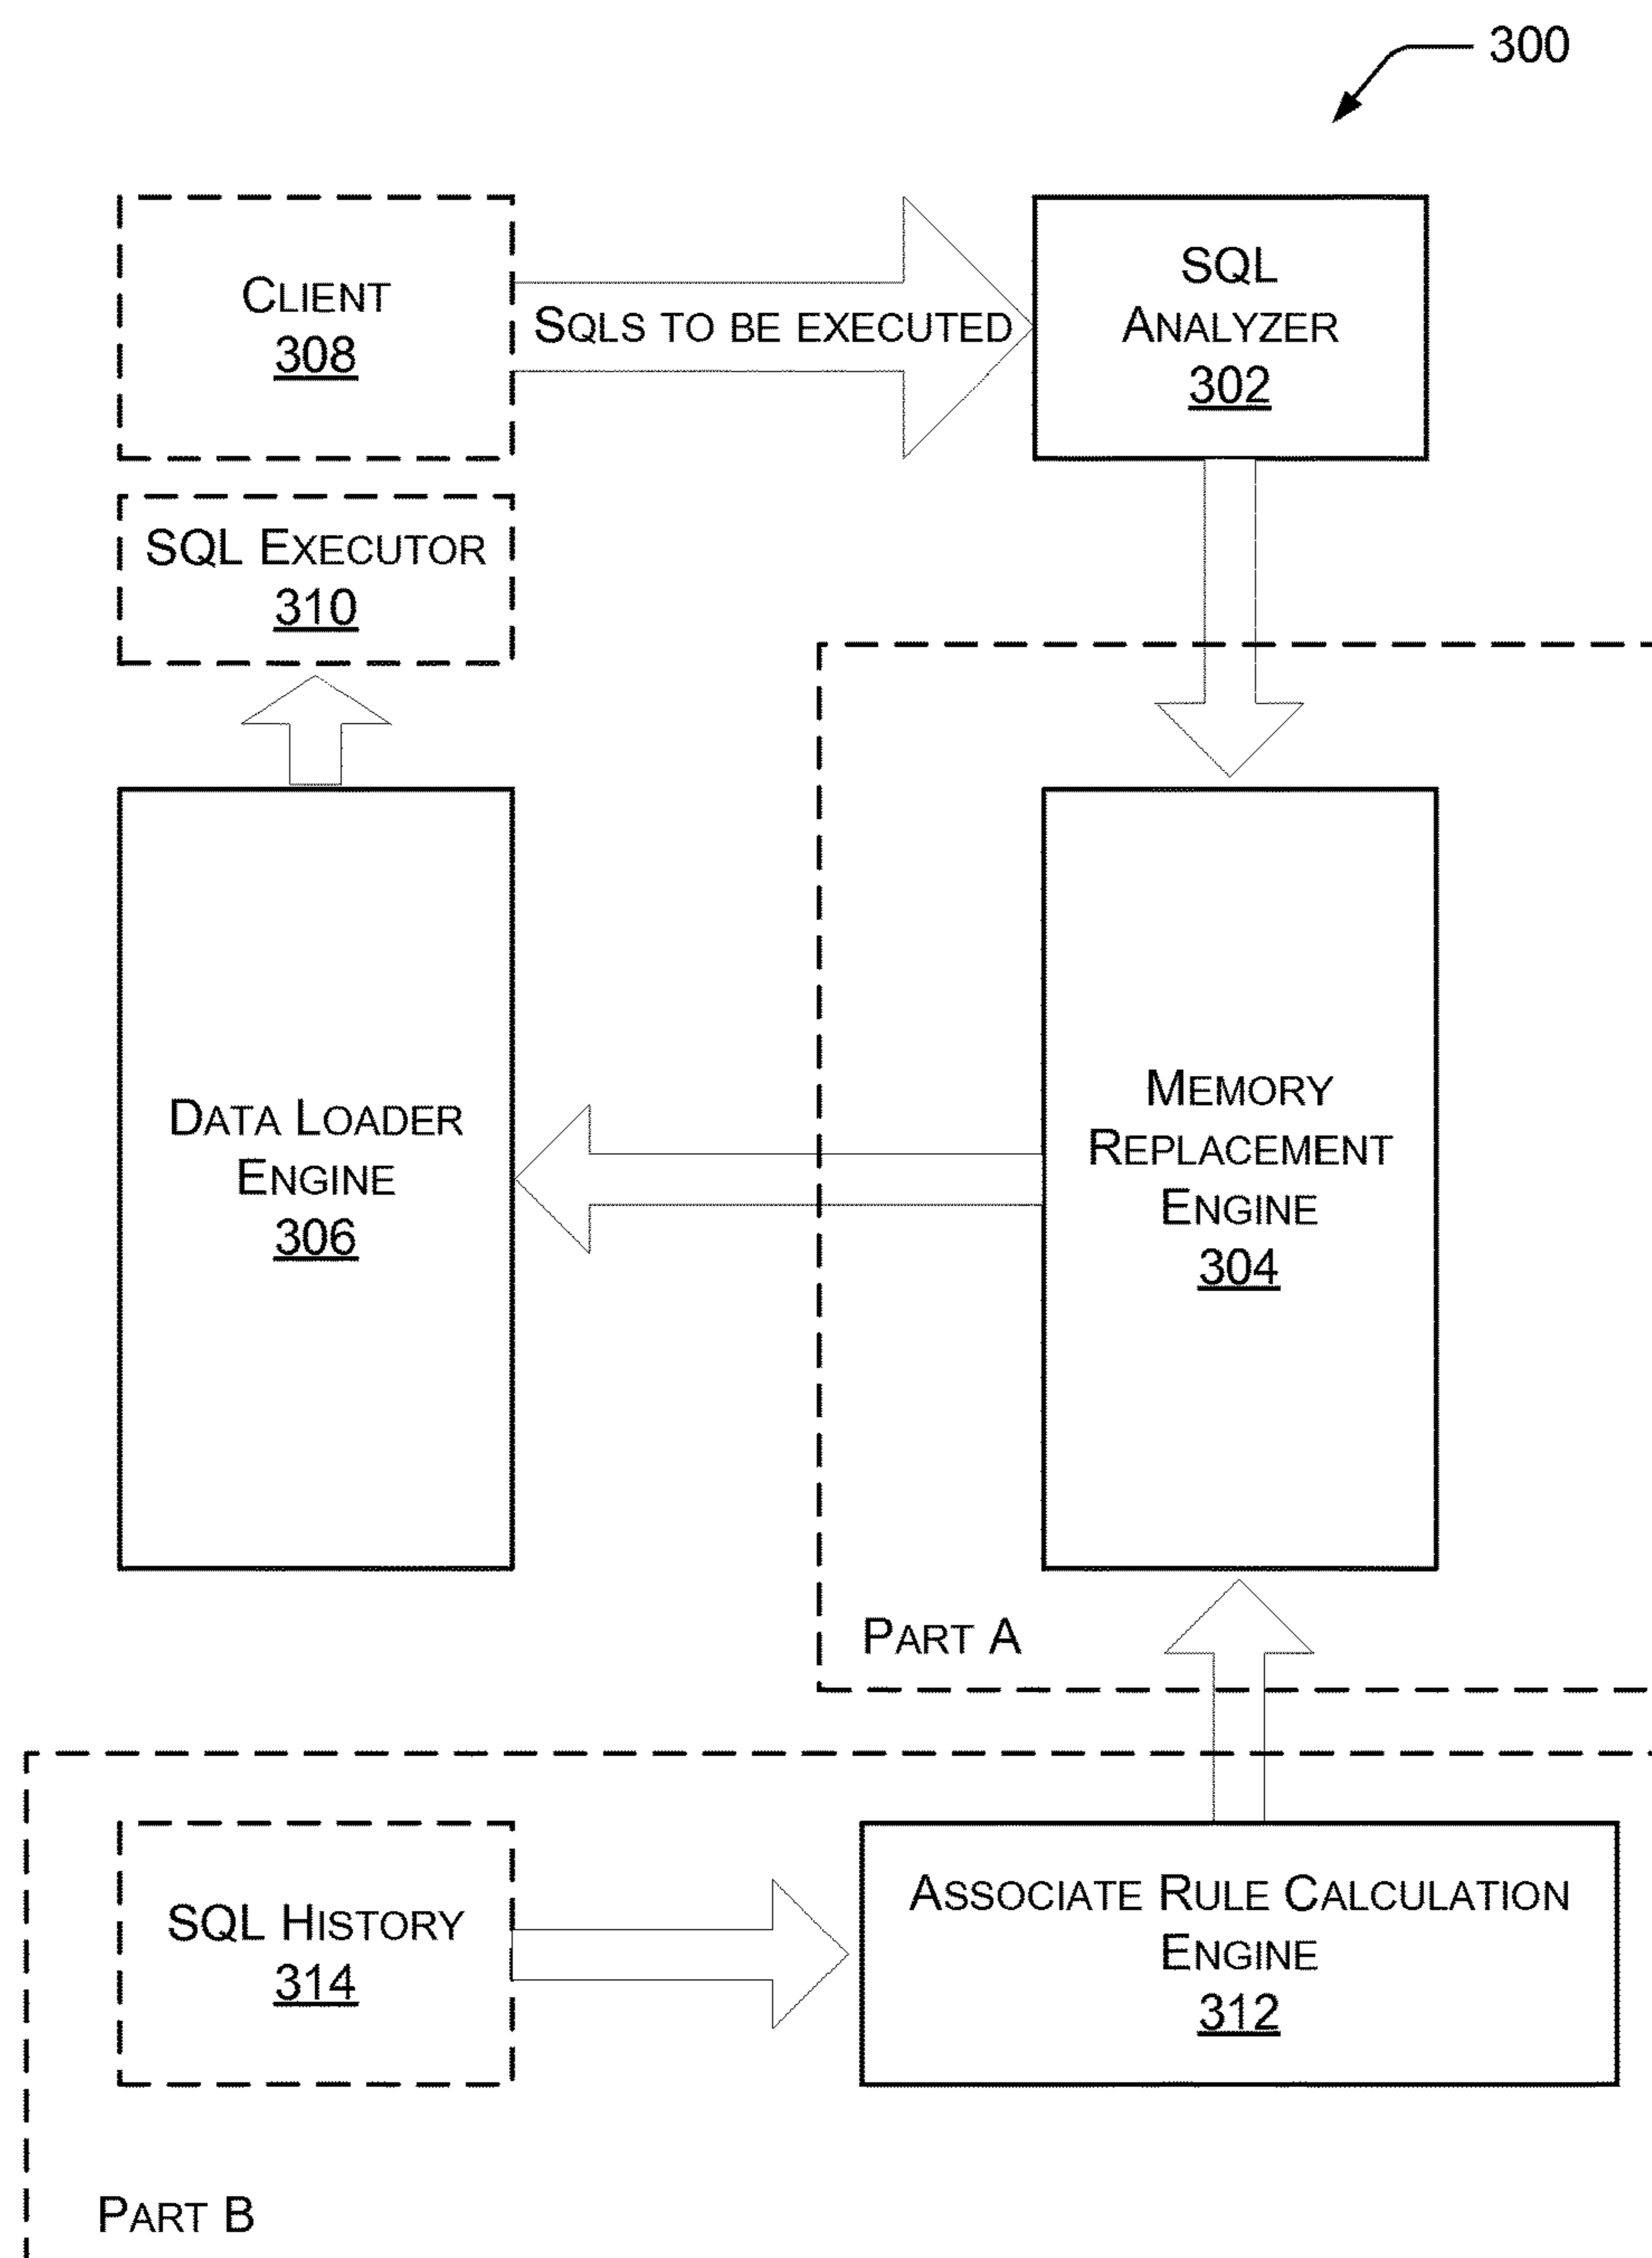 300
CLIENT
308
SQLS TO BE EXECUTED
SQL
ANALYZER
302
SQL EXECUTOR
310
DATA LOADER
ENGINE
306
MEMORY
REPLACEMENT
ENGINE
304
PART A
SQL HISTORY
314
ASSOCIATE RULE CALCULATION
ENGINE
312
PART B